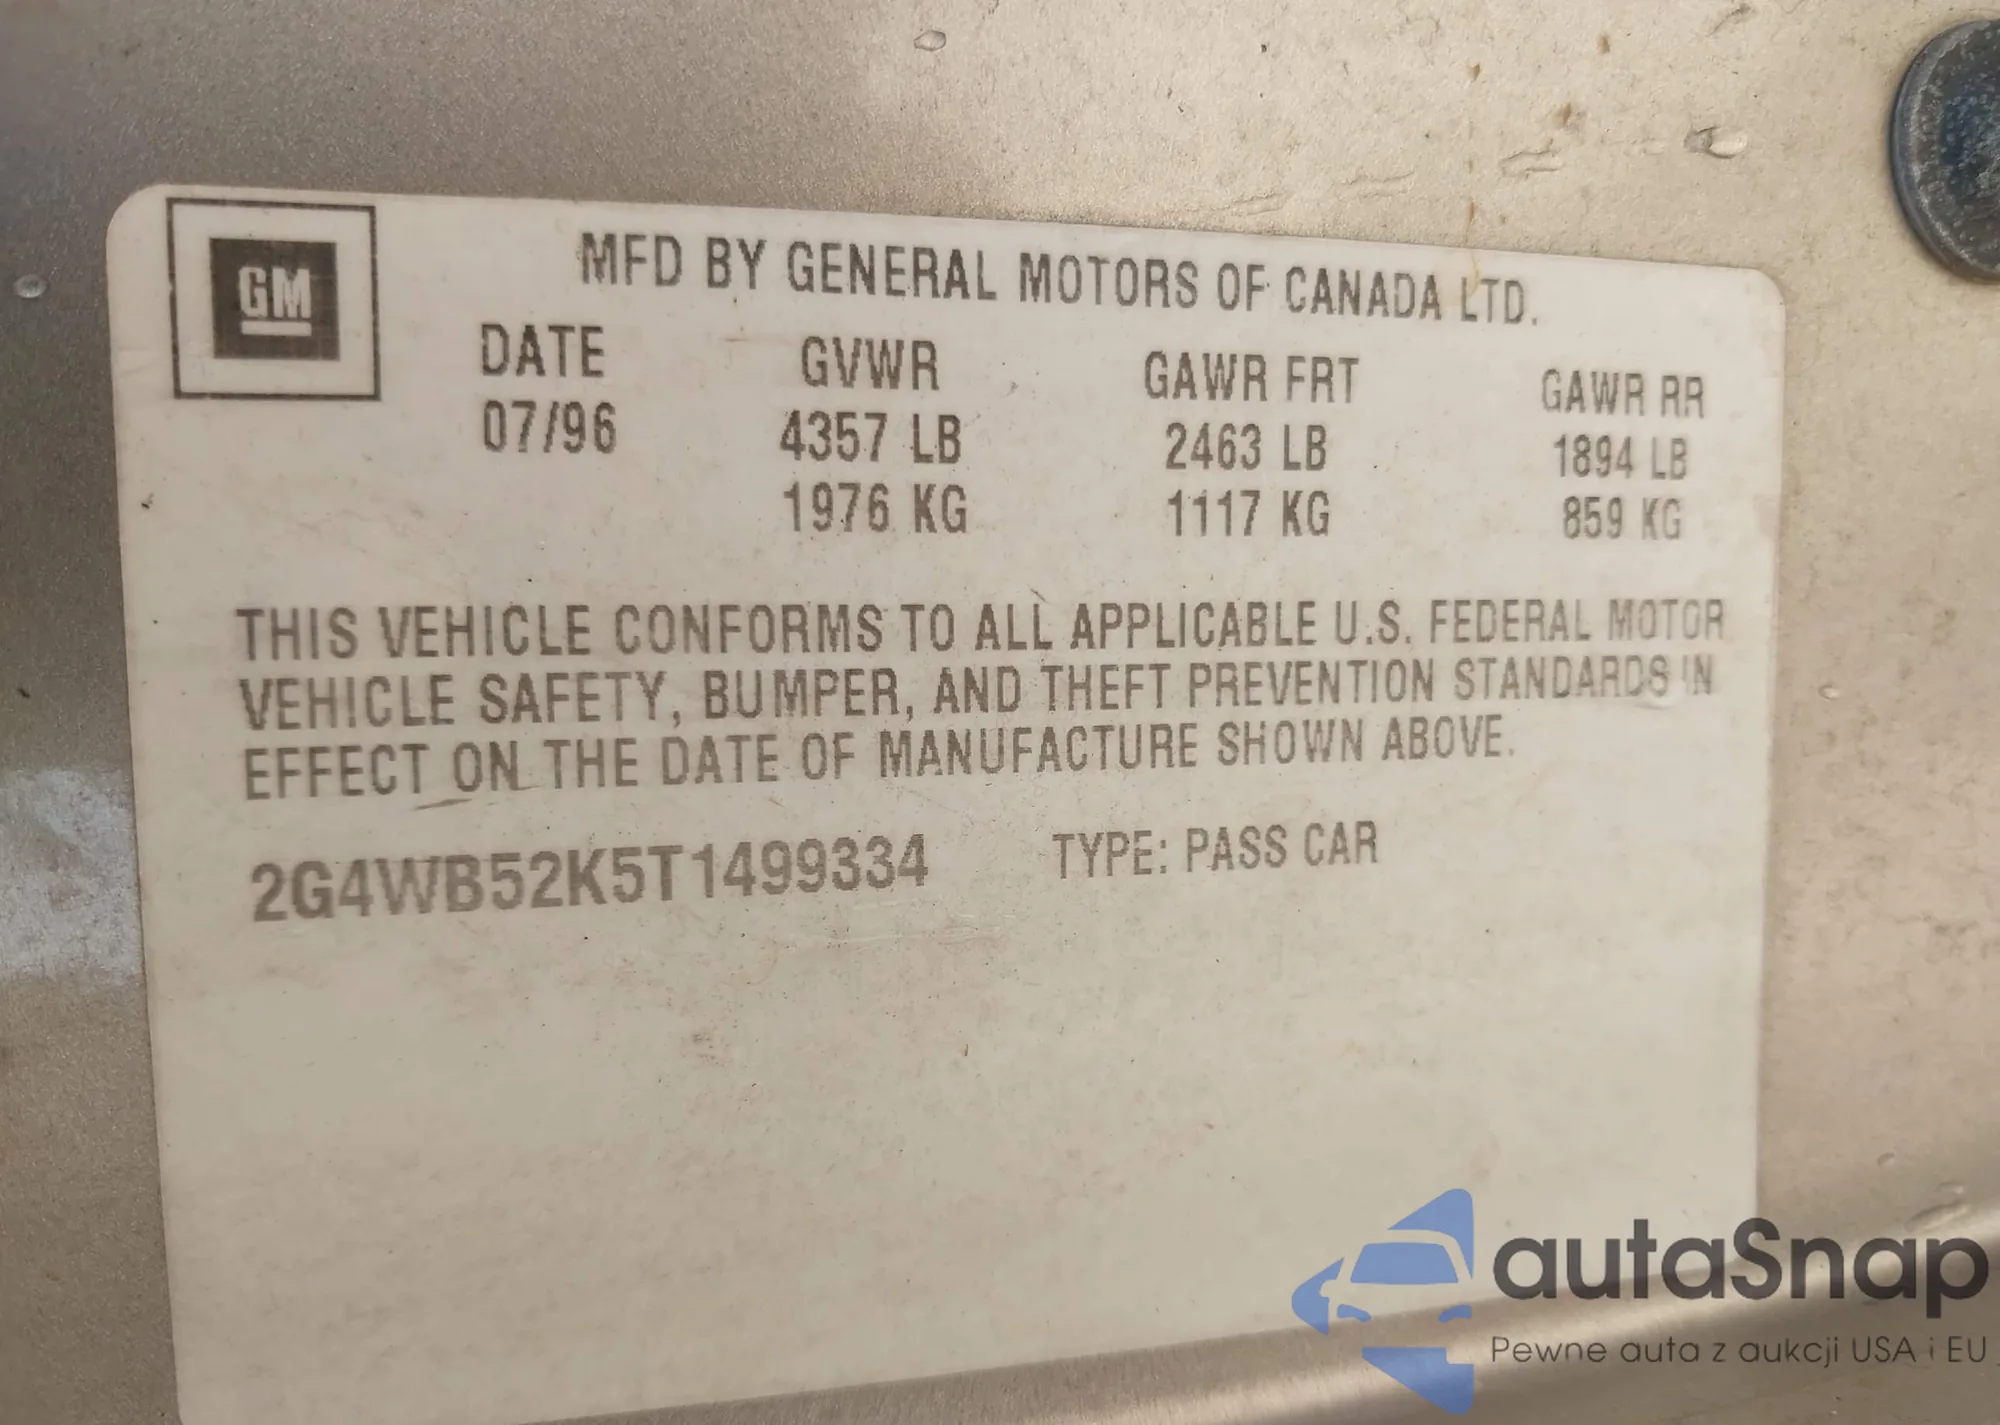 GM
MFD BY GENERAL MOTORS OF CANADA LTD.
DATE GVWR GAWR FRT GAWR RR
07/96 4357 LB 2463 LB 1894 LB
1976 KG 1117 KG 859 KG
THIS VEHICLE CONFORMS TO ALL APPLICABLE U.S. FEDERAL MOTOR
VEHICLE SAFETY, BUMPER, AND THEFT PREVENTION STANDARDS IN
EFFECT ON THE DATE OF MANUFACTURE SHOWN ABOVE.
2G4WB52K5T1499334 TYPE: PASS CAR
autaSnap
Pewne auta z aukcji USA i EU